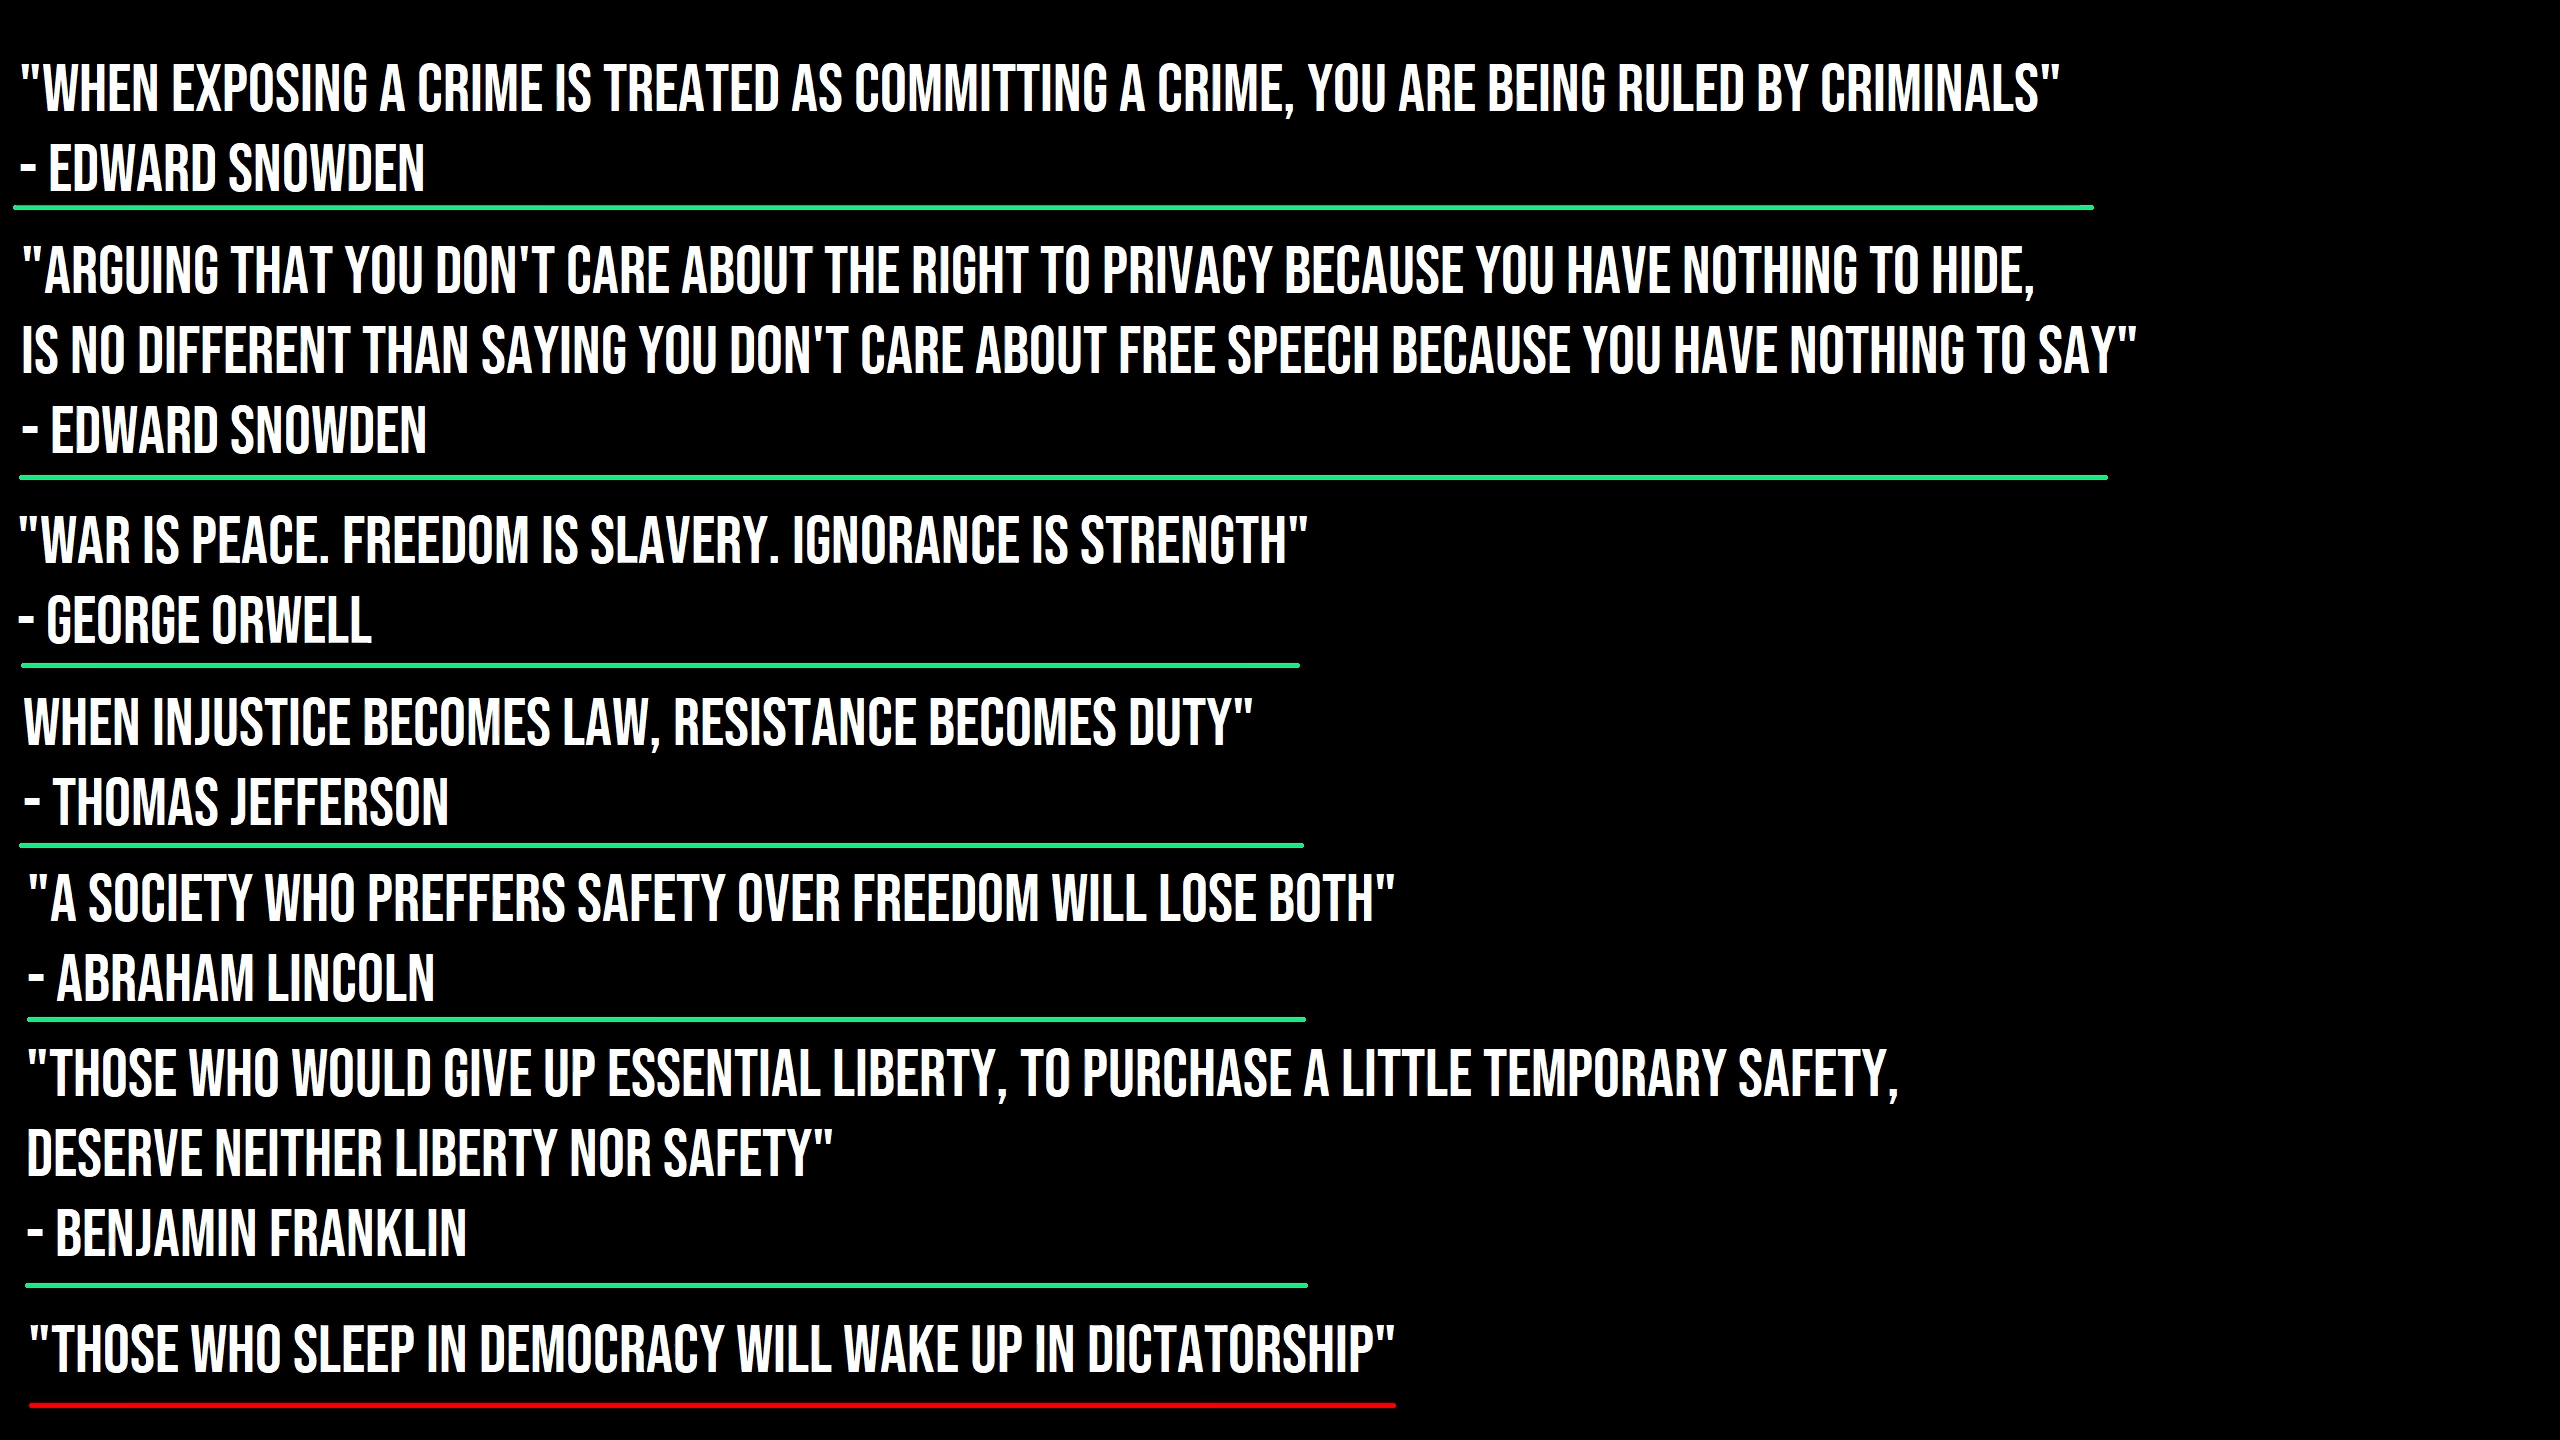 "WHEN EXPOSING A CRIME IS TREATED AS COMMITTING A CRIME, YOU ARE BEING RULED BY CRIMINALS"
- EDWARD SNOWDEN
"ARGUING THAT YOU DON'T CARE ABOUT THE RIGHT TO PRIVACY BECAUSE YOU HAVE NOTHING TO HIDE,
IS NO DIFFERENT THAN SAYING YOU DON'T CARE ABOUT FREE SPEECH BECAUSE YOU HAVE NOTHING TO SAY"
- EDWARD SNOWDEN
"WAR IS PEACE. FREEDOM IS SLAVERY. IGNORANCE IS STRENGTH"
- GEORGE ORWELL
WHEN INJUSTICE BECOMES LAW, RESISTANCE BECOMES DUTY"
- THOMAS JEFFERSON
"A SOCIETY WHO PREFFERS SAFETY OVER FREEDOM WILL LOSE BOTH"
- ABRAHAM LINCOLN
"THOSE WHO WOULD GIVE UP ESSENTIAL LIBERTY, TO PURCHASE A LITTLE TEMPORARY SAFETY,
DESERVE NEITHER LIBERTY NOR SAFETY"
- BENJAMIN FRANKLIN
"THOSE WHO SLEEP IN DEMOCRACY WILL WAKE UP IN DICTATORSHIP"